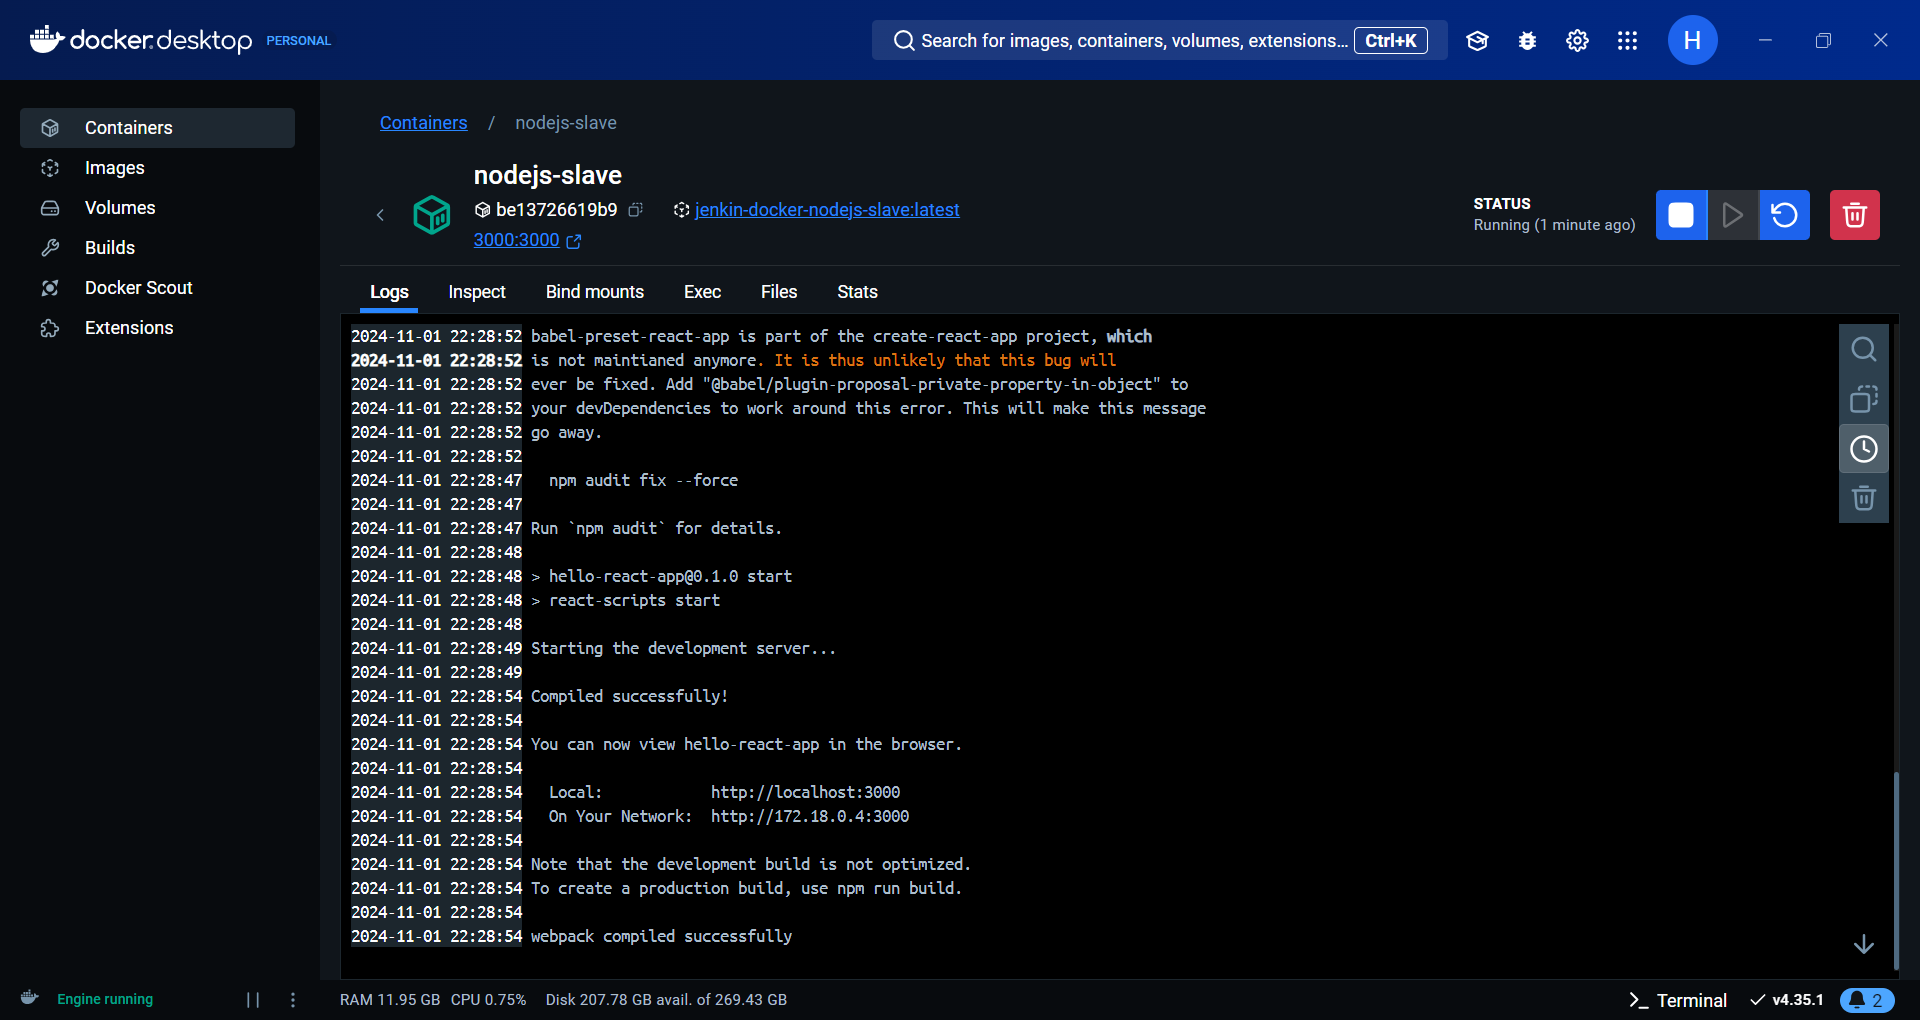 docker.desktop PERSONAL
Search for images, containers, volumes, extensions... Ctrl+K
H
Containers
Images
Volumes
Builds
Docker Scout
Extensions
Containers / nodejs-slave
nodejs-slave
be13726619b9 jenkin-docker-nodejs-slave:latest
3000:3000
STATUS
Running (1 minute ago)
Logs Inspect Bind mounts Exec Files Stats
2024-11-01 22:28:52 babel-preset-react-app is part of the create-react-app project, which
2024-11-01 22:28:52 is not maintianed anymore. It is thus unlikely that this bug will
2024-11-01 22:28:52 ever be fixed. Add "@babel/plugin-proposal-private-property-in-object" to
2024-11-01 22:28:52 your devDependencies to work around this error. This will make this message
2024-11-01 22:28:52 go away.
2024-11-01 22:28:52
2024-11-01 22:28:47 npm audit fix --force
2024-11-01 22:28:47
2024-11-01 22:28:47 Run `npm audit` for details.
2024-11-01 22:28:48
2024-11-01 22:28:48 > hello-react-app@0.1.0 start
2024-11-01 22:28:48 > react-scripts start
2024-11-01 22:28:48
2024-11-01 22:28:49 Starting the development server...
2024-11-01 22:28:49
2024-11-01 22:28:54 Compiled successfully!
2024-11-01 22:28:54
2024-11-01 22:28:54 You can now view hello-react-app in the browser.
2024-11-01 22:28:54
2024-11-01 22:28:54 Local: http://localhost:3000
2024-11-01 22:28:54 On Your Network: http://172.18.0.4:3000
2024-11-01 22:28:54
2024-11-01 22:28:54 Note that the development build is not optimized.
2024-11-01 22:28:54 To create a production build, use npm run build.
2024-11-01 22:28:54
2024-11-01 22:28:54 webpack compiled successfully
Engine running
RAM 11.95 GB CPU 0.75% Disk 207.78 GB avail. of 269.43 GB
Terminal v4.35.1 2